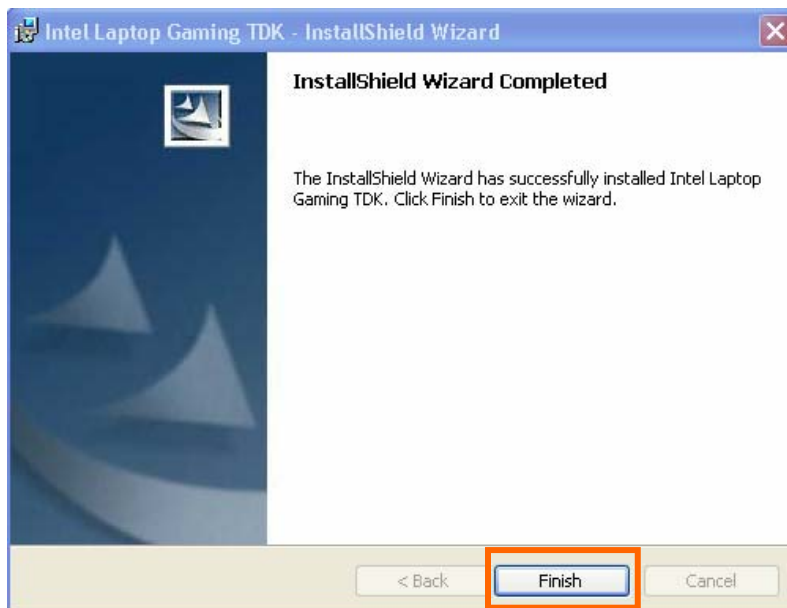 Intel Laptop Gaming TDK - InstallShield Wizard
InstallShield Wizard Completed
The InstallShield Wizard has successfully installed Intel Laptop
Gaming TDK. Click Finish to exit the wizard.
< Back Finish Cancel